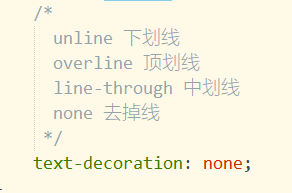 /*
unline 下划线
overline 顶划线
line-through 中划线
none 去掉线
*/
text-decoration: none;